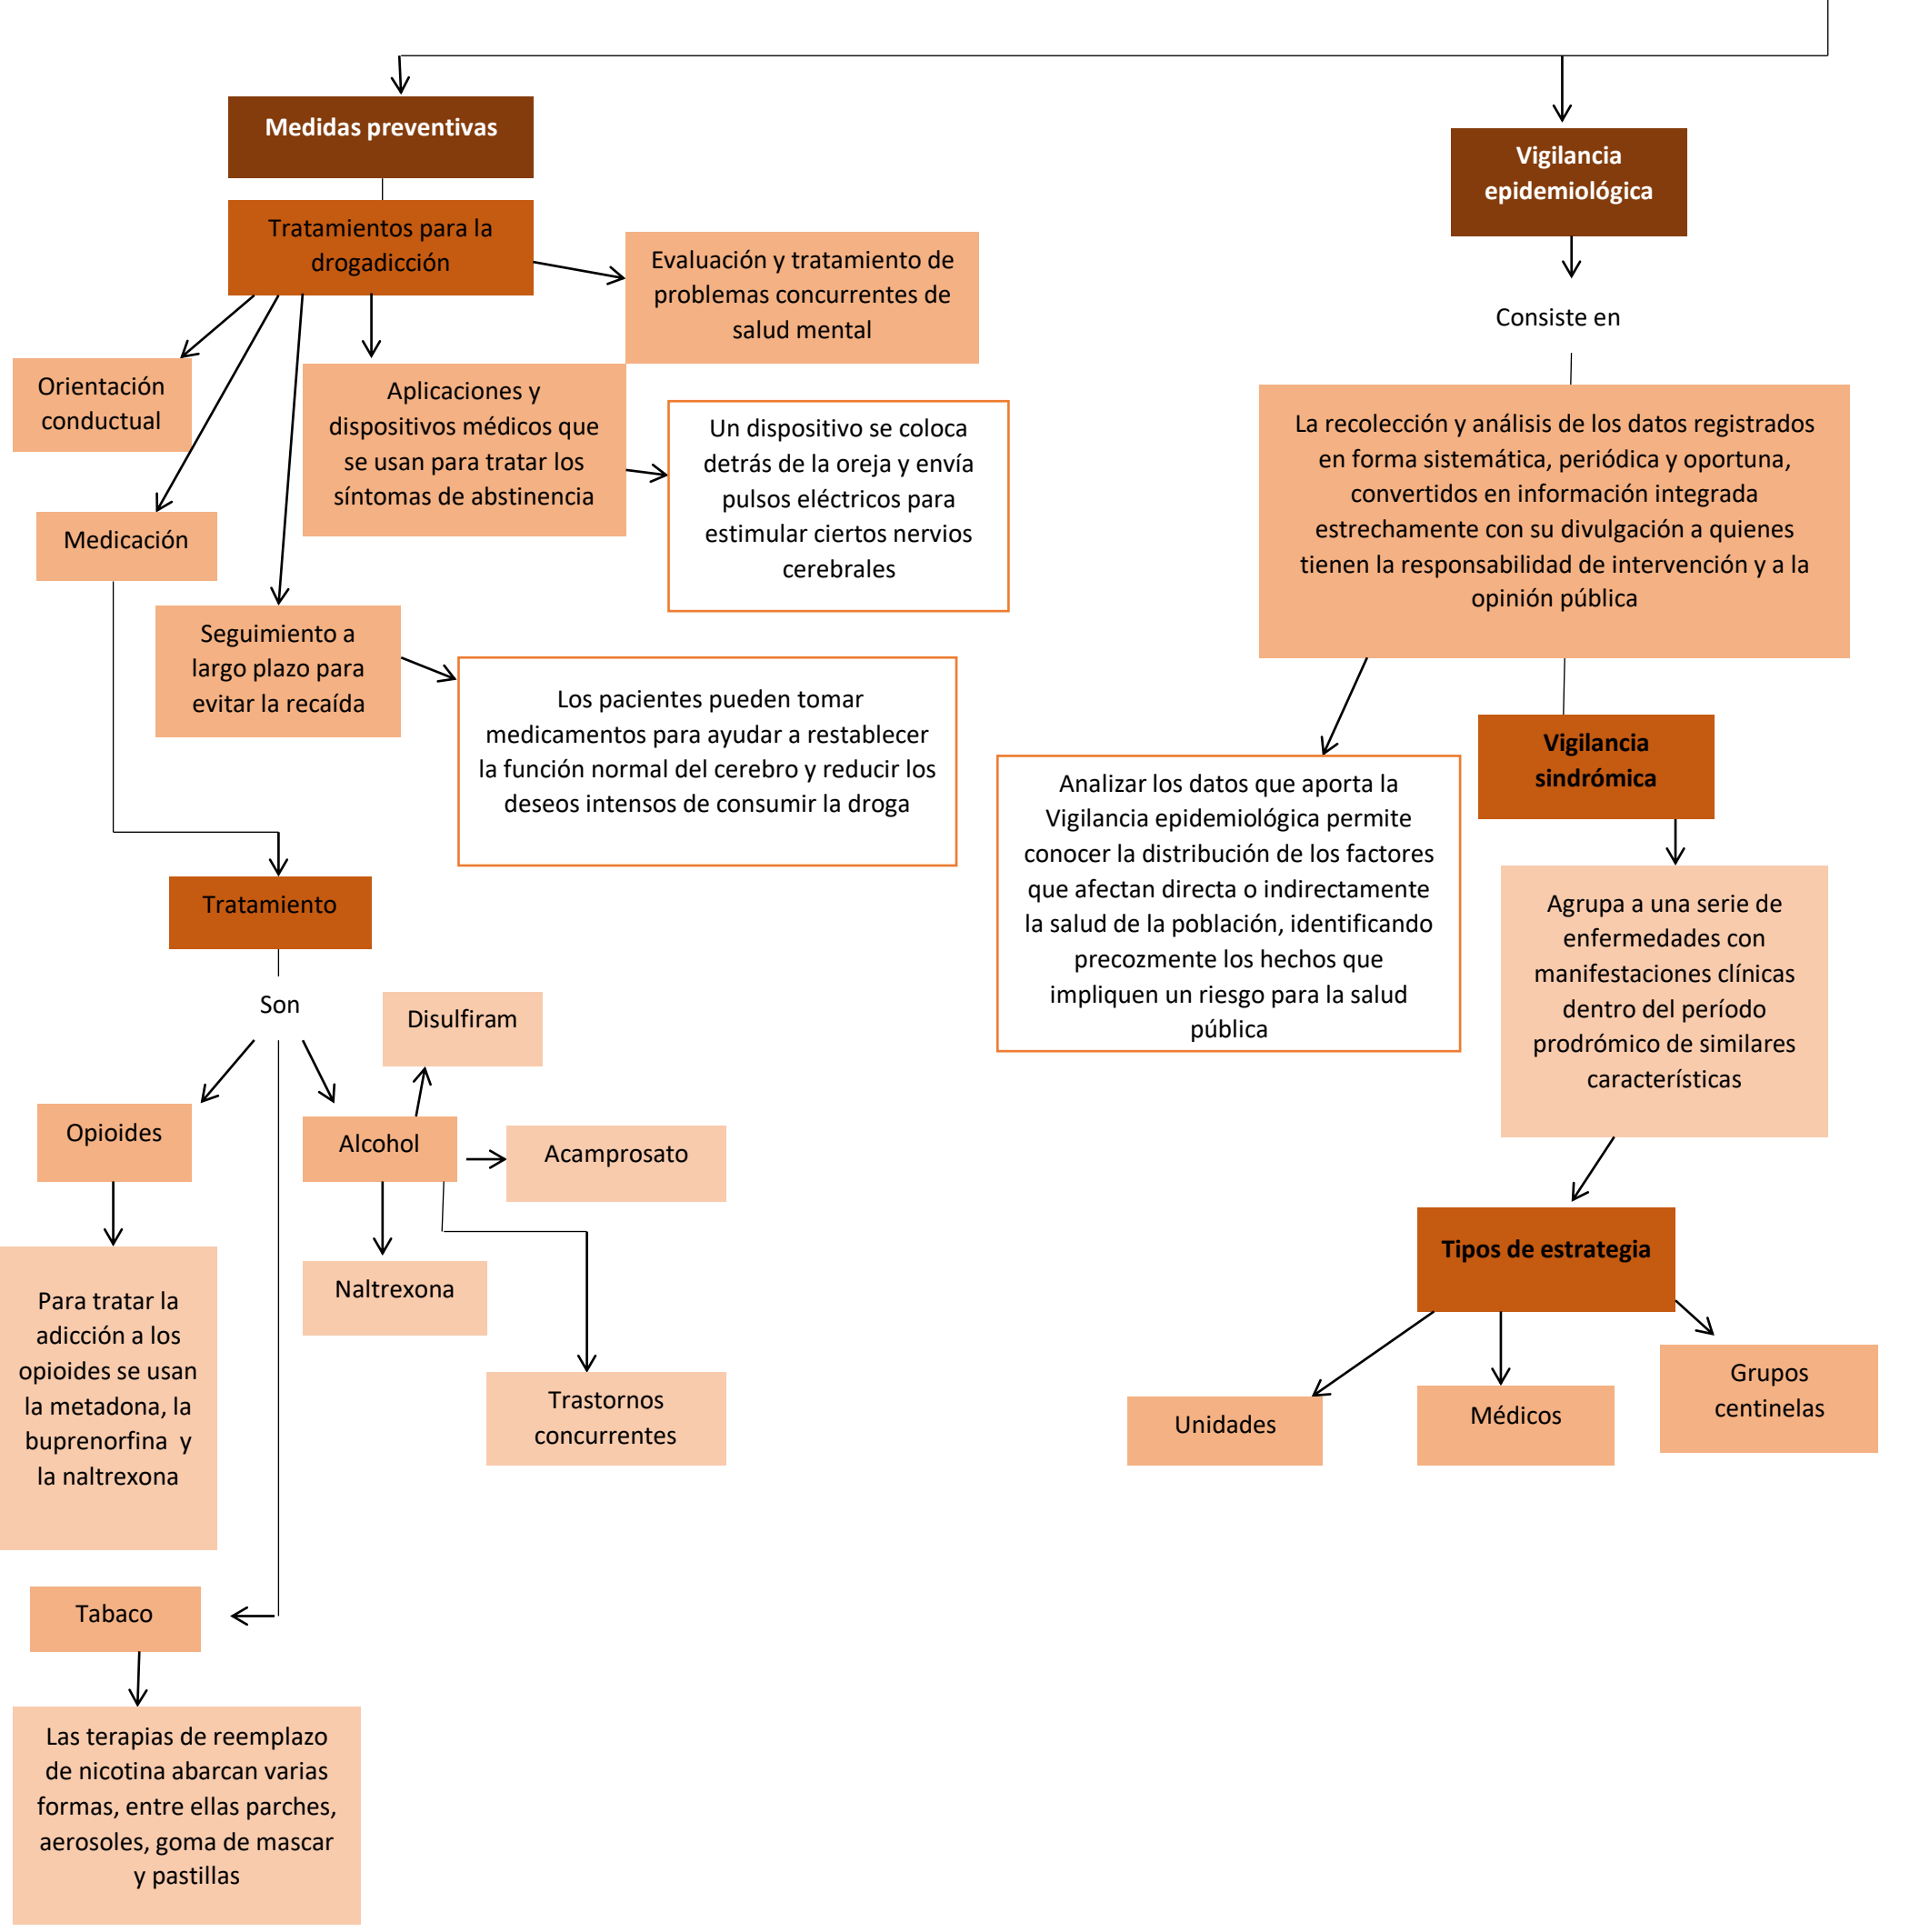 Medidas preventivas
Tratamientos para la
drogadicción
Evaluación y tratamiento de
problemas concurrentes de
salud mental
Orientación
conductual
Aplicaciones y
dispositivos médicos que
se usan para tratar los
síntomas de abstinencia
Un dispositivo se coloca
detrás de la oreja y envía
pulsos eléctricos para
estimular ciertos nervios
cerebrales
Medicación
Seguimiento a
largo plazo para
evitar la recaída
Los pacientes pueden tomar
medicamentos para ayudar a restablecer
la función normal del cerebro y reducir los
deseos intensos de consumir la droga
Tratamiento
Son
Disulfiram
Opioides
Alcohol
Acamprosato
Naltrexona
Trastornos
concurrentes
Para tratar la
adicción a los
opioides se usan
la metadona, la
buprenorfina  y
la naltrexona
Tabaco
Las terapias de reemplazo
de nicotina abarcan varias
formas, entre ellas parches,
aerosoles, goma de mascar
y pastillas
Vigilancia
epidemiológica
Consiste en
La recolección y análisis de los datos registrados
en forma sistemática, periódica y oportuna,
convertidos en información integrada
estrechamente con su divulgación a quienes
tienen la responsabilidad de intervención y a la
opinión pública
Analizar los datos que aporta la
Vigilancia epidemiológica permite
conocer la distribución de los factores
que afectan directa o indirectamente
la salud de la población, identificando
precozmente los hechos que
impliquen un riesgo para la salud
pública
Vigilancia
sindrómica
Agrupa a una serie de
enfermedades con
manifestaciones clínicas
dentro del período
prodrómico de similares
características
Tipos de estrategia
Unidades
Médicos
Grupos
centinelas